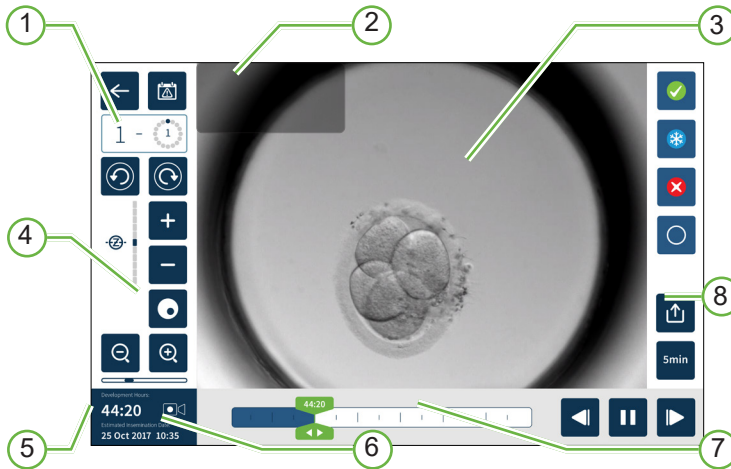 1
2
3
1 - 1
-Z-
+
−
4
8
5min
Development Hours:
44:20
44:20
Estimated Insemination Date:
25 Oct 2017 10:35
5
6
7